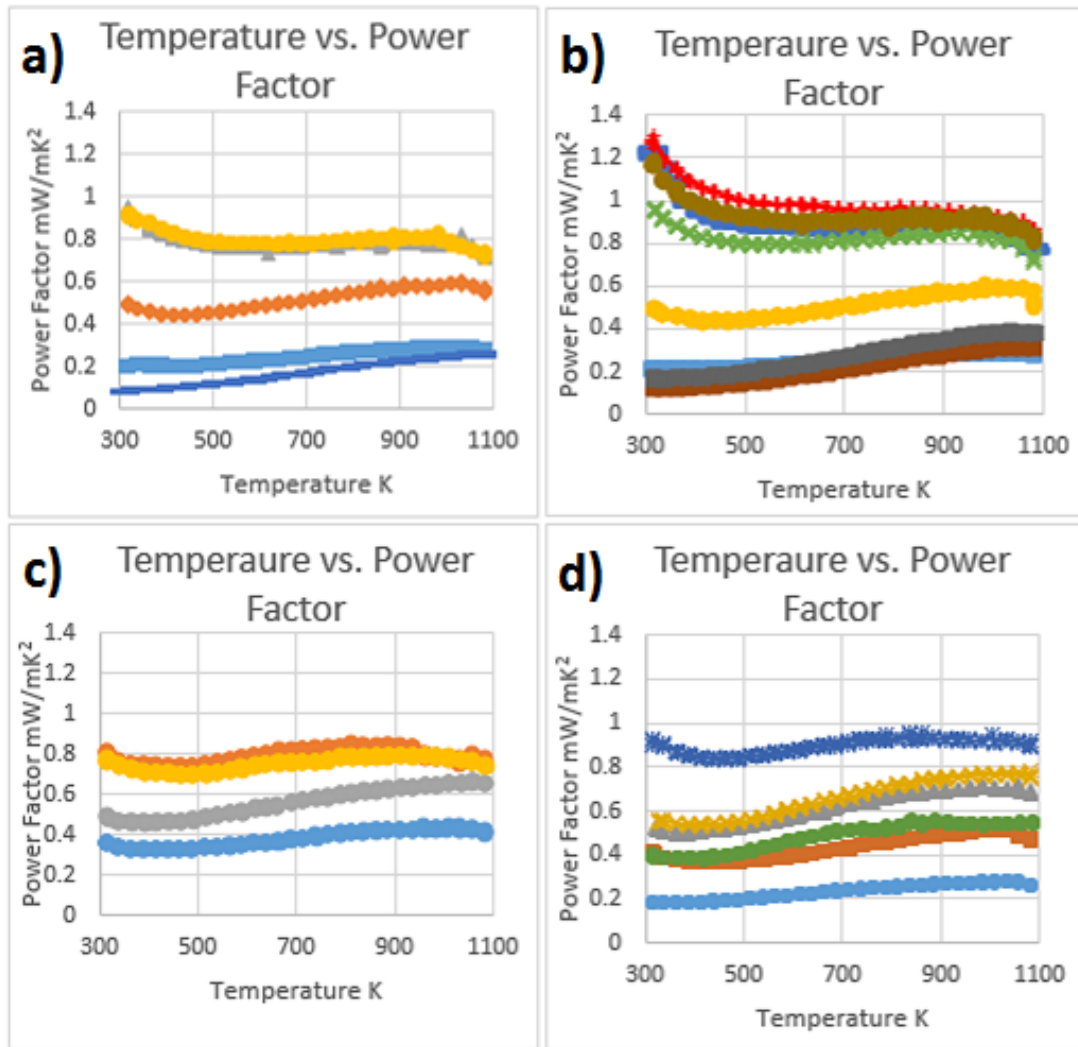 a)
Temperature vs. Power
Factor
Power Factor mW/mK²
1.4
1.2
1
0.8
0.6
0.4
0.2
0
300 500 700 900 1100
Temperature K
b)
Temperaure vs. Power
Factor
Power Factor mW/mK²
1.4
1.2
1
0.8
0.6
0.4
0.2
0
300 500 700 900 1100
Temperature K
c)
Temperaure vs. Power
Factor
Power Factor mW/mK²
1.4
1.2
1
0.8
0.6
0.4
0.2
0
300 500 700 900 1100
Temperature K
d)
Temperaure vs. Power
Factor
Power Factor mW/mK²
1.4
1.2
1
0.8
0.6
0.4
0.2
0
300 500 700 900 1100
Temperature K